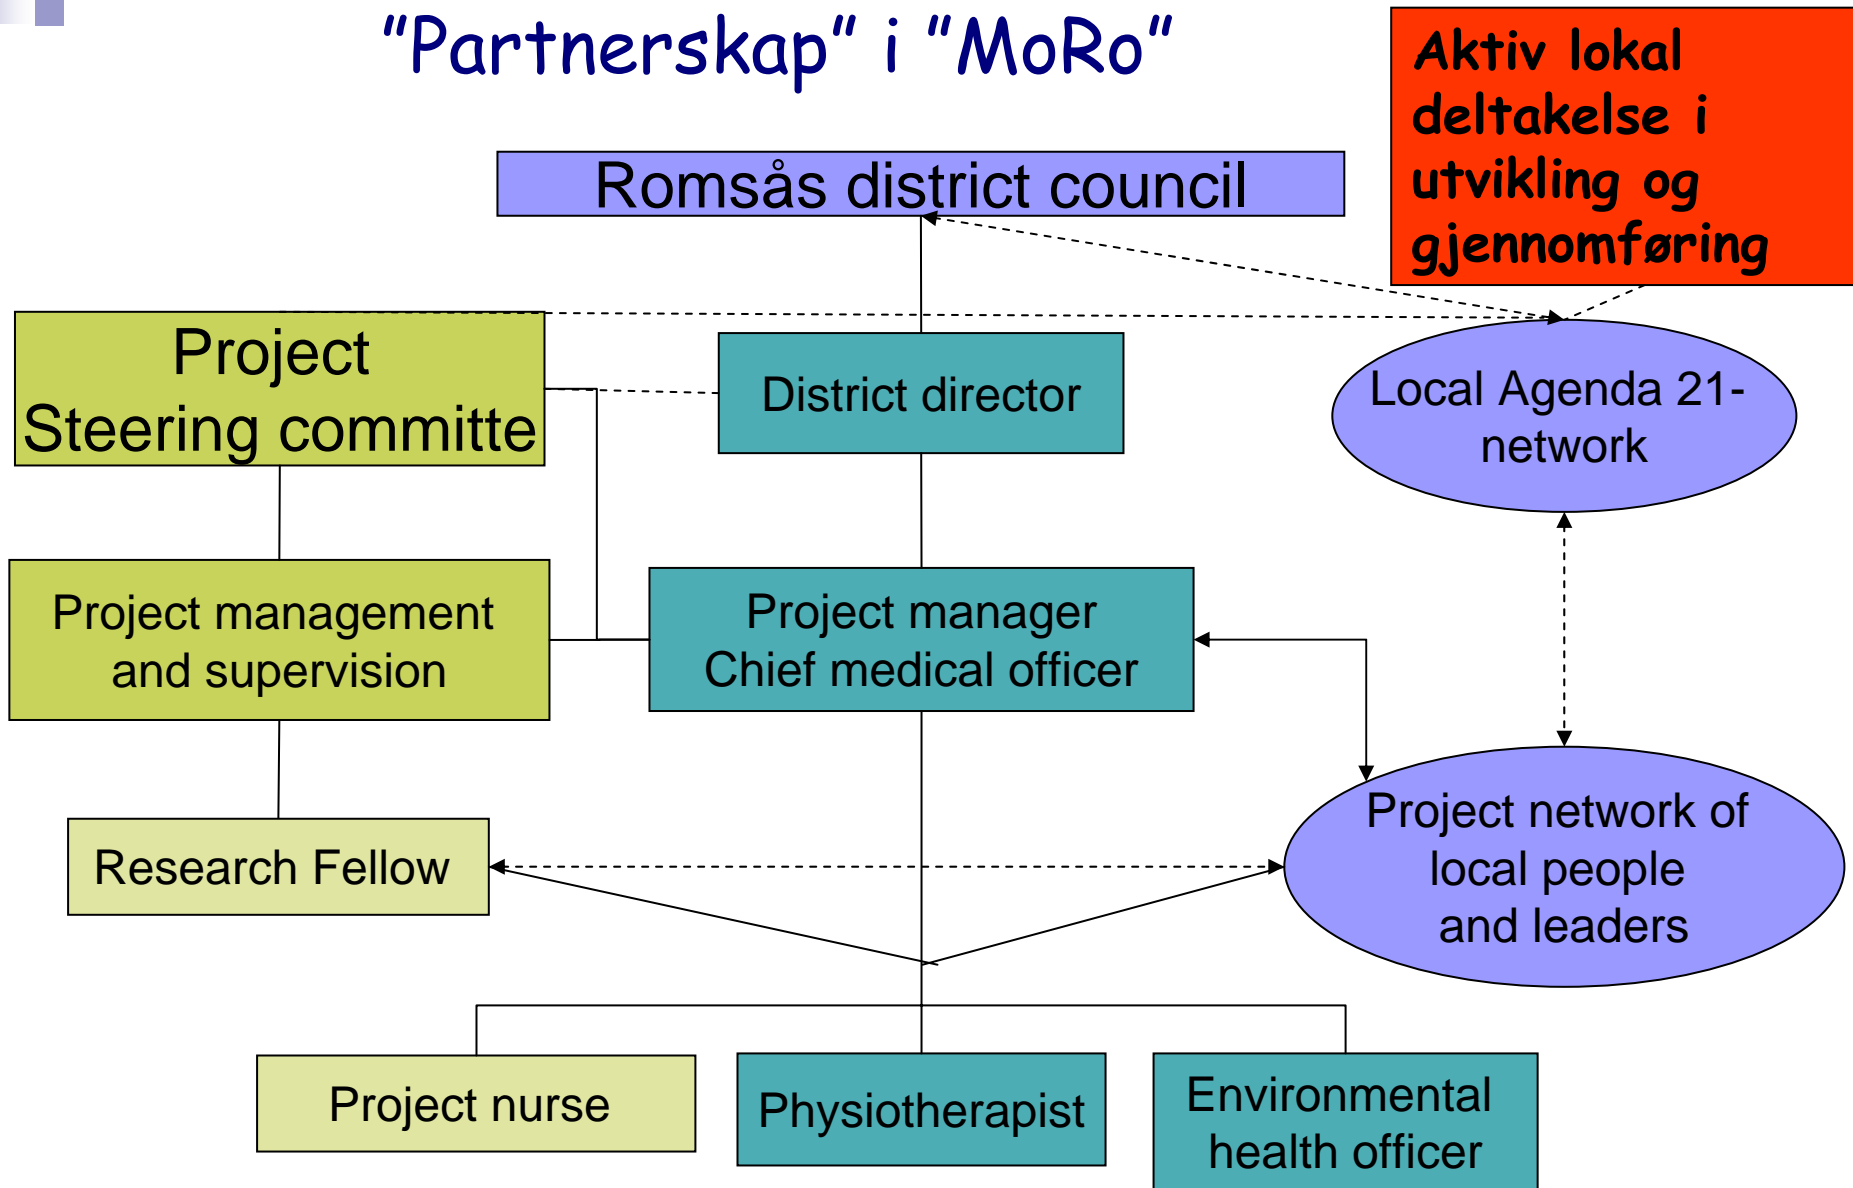 "Partnerskap" i "MoRo"
Aktiv lokal
deltakelse i
utvikling og
gjennomføring
Romsås district council
Project
Steering committe
District director
Local Agenda 21-
network
Project management
and supervision
Project manager
Chief medical officer
Research Fellow
Project network of
local people
and leaders
Project nurse
Physiotherapist
Environmental
health officer